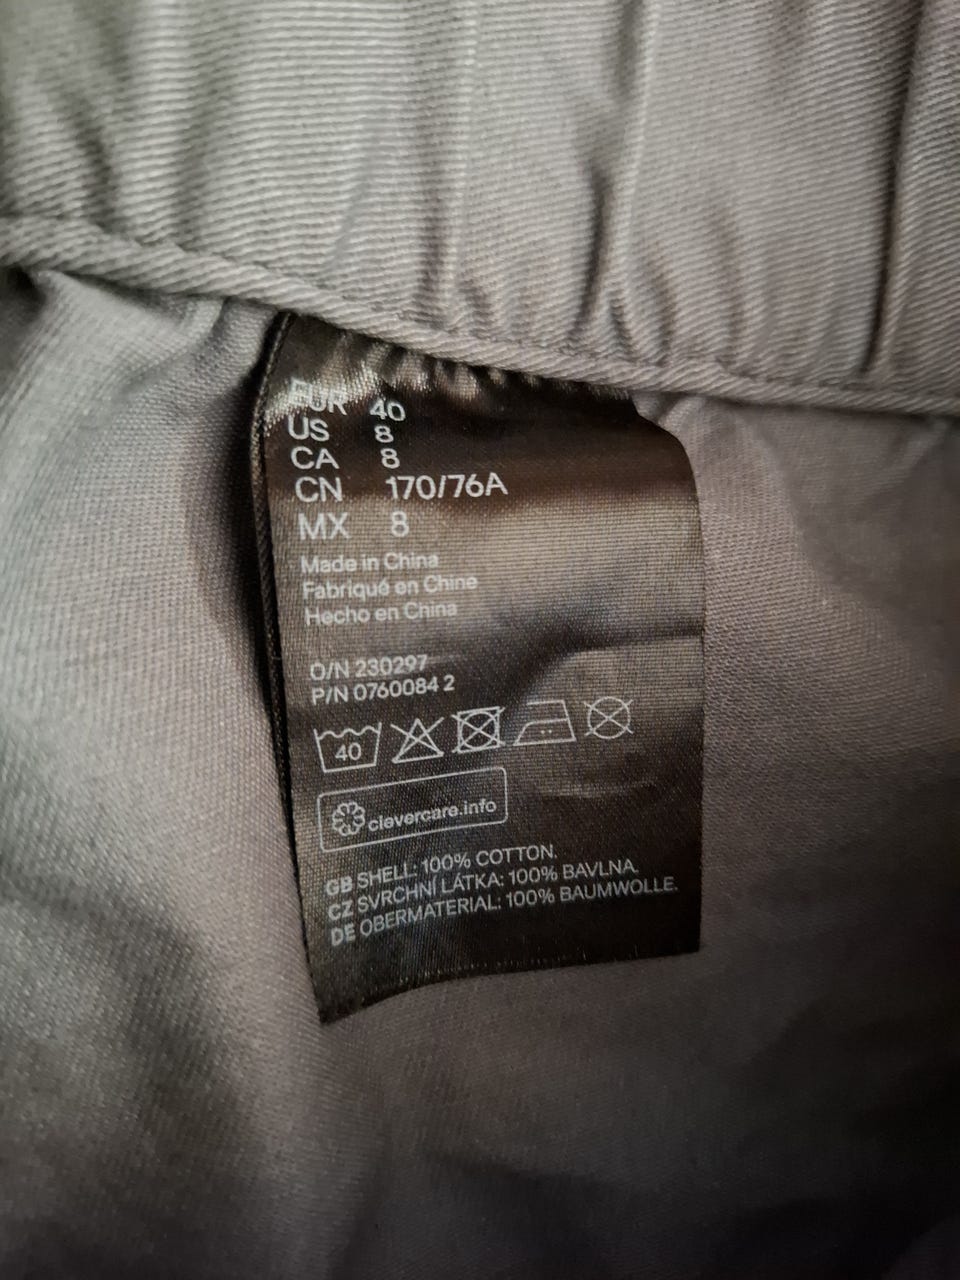 EUR 40
US 8
CA 8
CN 170/76A
MX 8
Made in China
Fabriqué en Chine
Hecho en China
O/N 230297
P/N 0760084 2
40
clevercare.info
GB SHELL: 100% COTTON.
CZ SVRCHNÍ LÁTKA: 100% BAVLNA.
DE OBERMATERIAL: 100% BAUMWOLLE.